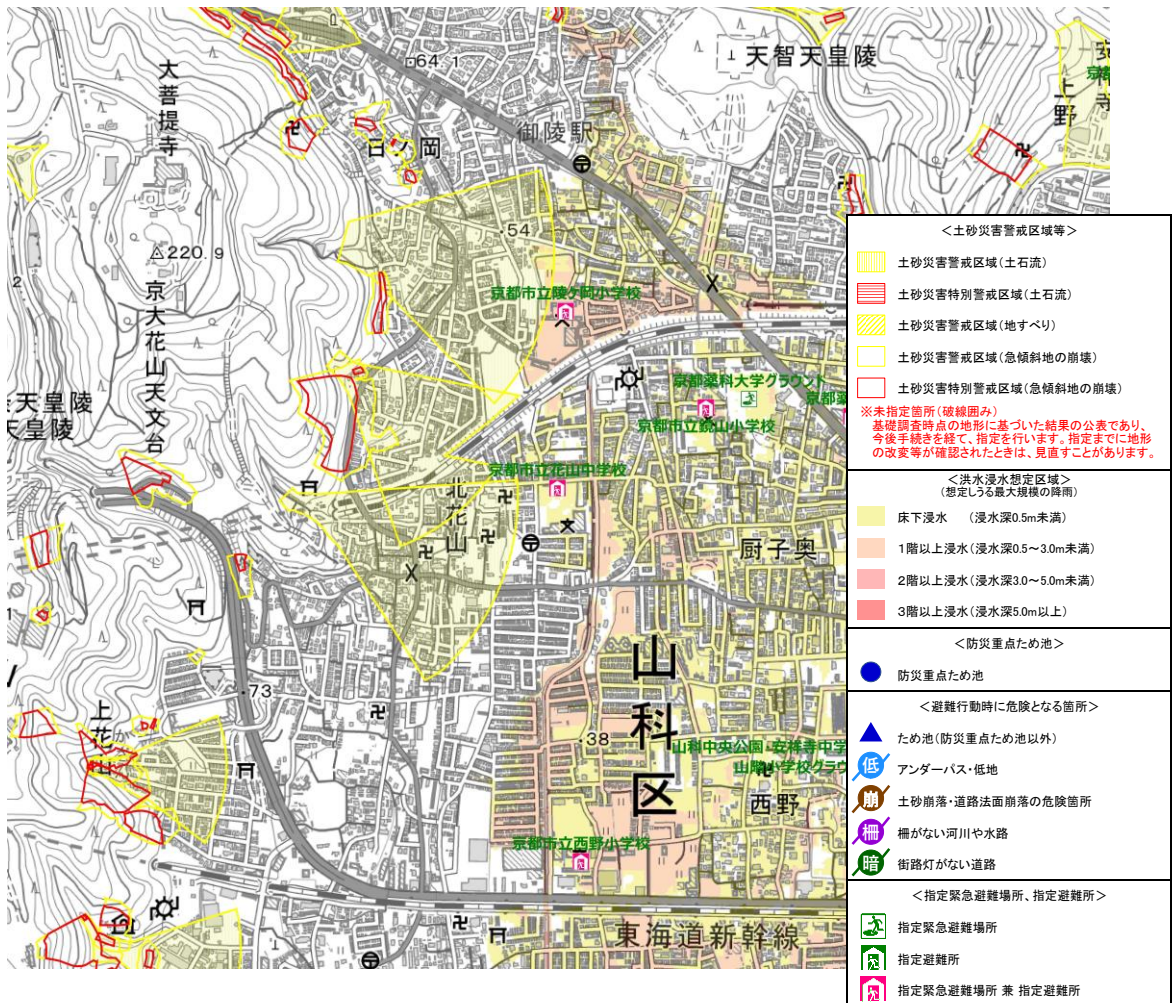 大菩提寺
64.1
天智天皇陵
安祥寺
上野
御陵駅
日ノ岡
54
220.9
2
京都市立陵ケ岡小学校
京大花山天文台
天皇陵
天皇陵
京都薬科大学グラウンド
京都薬
京都市立鏡山小学校
京都市立花山中学校
北花山
厨子奥
山科区
73
上花山
38
山科中央公園・安祥寺中学
山階小学校グラウ
西野
京都市立西野小学校
東海道新幹線
<土砂災害警戒区域等>
土砂災害警戒区域(土石流)
土砂災害特別警戒区域(土石流)
土砂災害警戒区域(地すべり)
土砂災害警戒区域(急傾斜地の崩壊)
土砂災害特別警戒区域(急傾斜地の崩壊)
※未指定箇所(破線囲み)
基礎調査時点の地形に基づいた結果の公表であり、
今後手続きを経て、指定を行います。指定までに地形
の改変等が確認されたときは、見直すことがあります。
<洪水浸水想定区域>
(想定しうる最大規模の降雨)
床下浸水 (浸水深0.5m未満)
1階以上浸水(浸水深0.5~3.0m未満)
2階以上浸水(浸水深3.0~5.0m未満)
3階以上浸水(浸水深5.0m以上)
<防災重点ため池>
防災重点ため池
<避難行動時に危険となる箇所>
ため池(防災重点ため池以外)
低 アンダーパス・低地
崩 土砂崩落・道路法面崩落の危険箇所
柵 柵がない河川や水路
暗 街路灯がない道路
<指定緊急避難場所、指定避難所>
指定緊急避難場所
指定避難所
指定緊急避難場所 兼 指定避難所